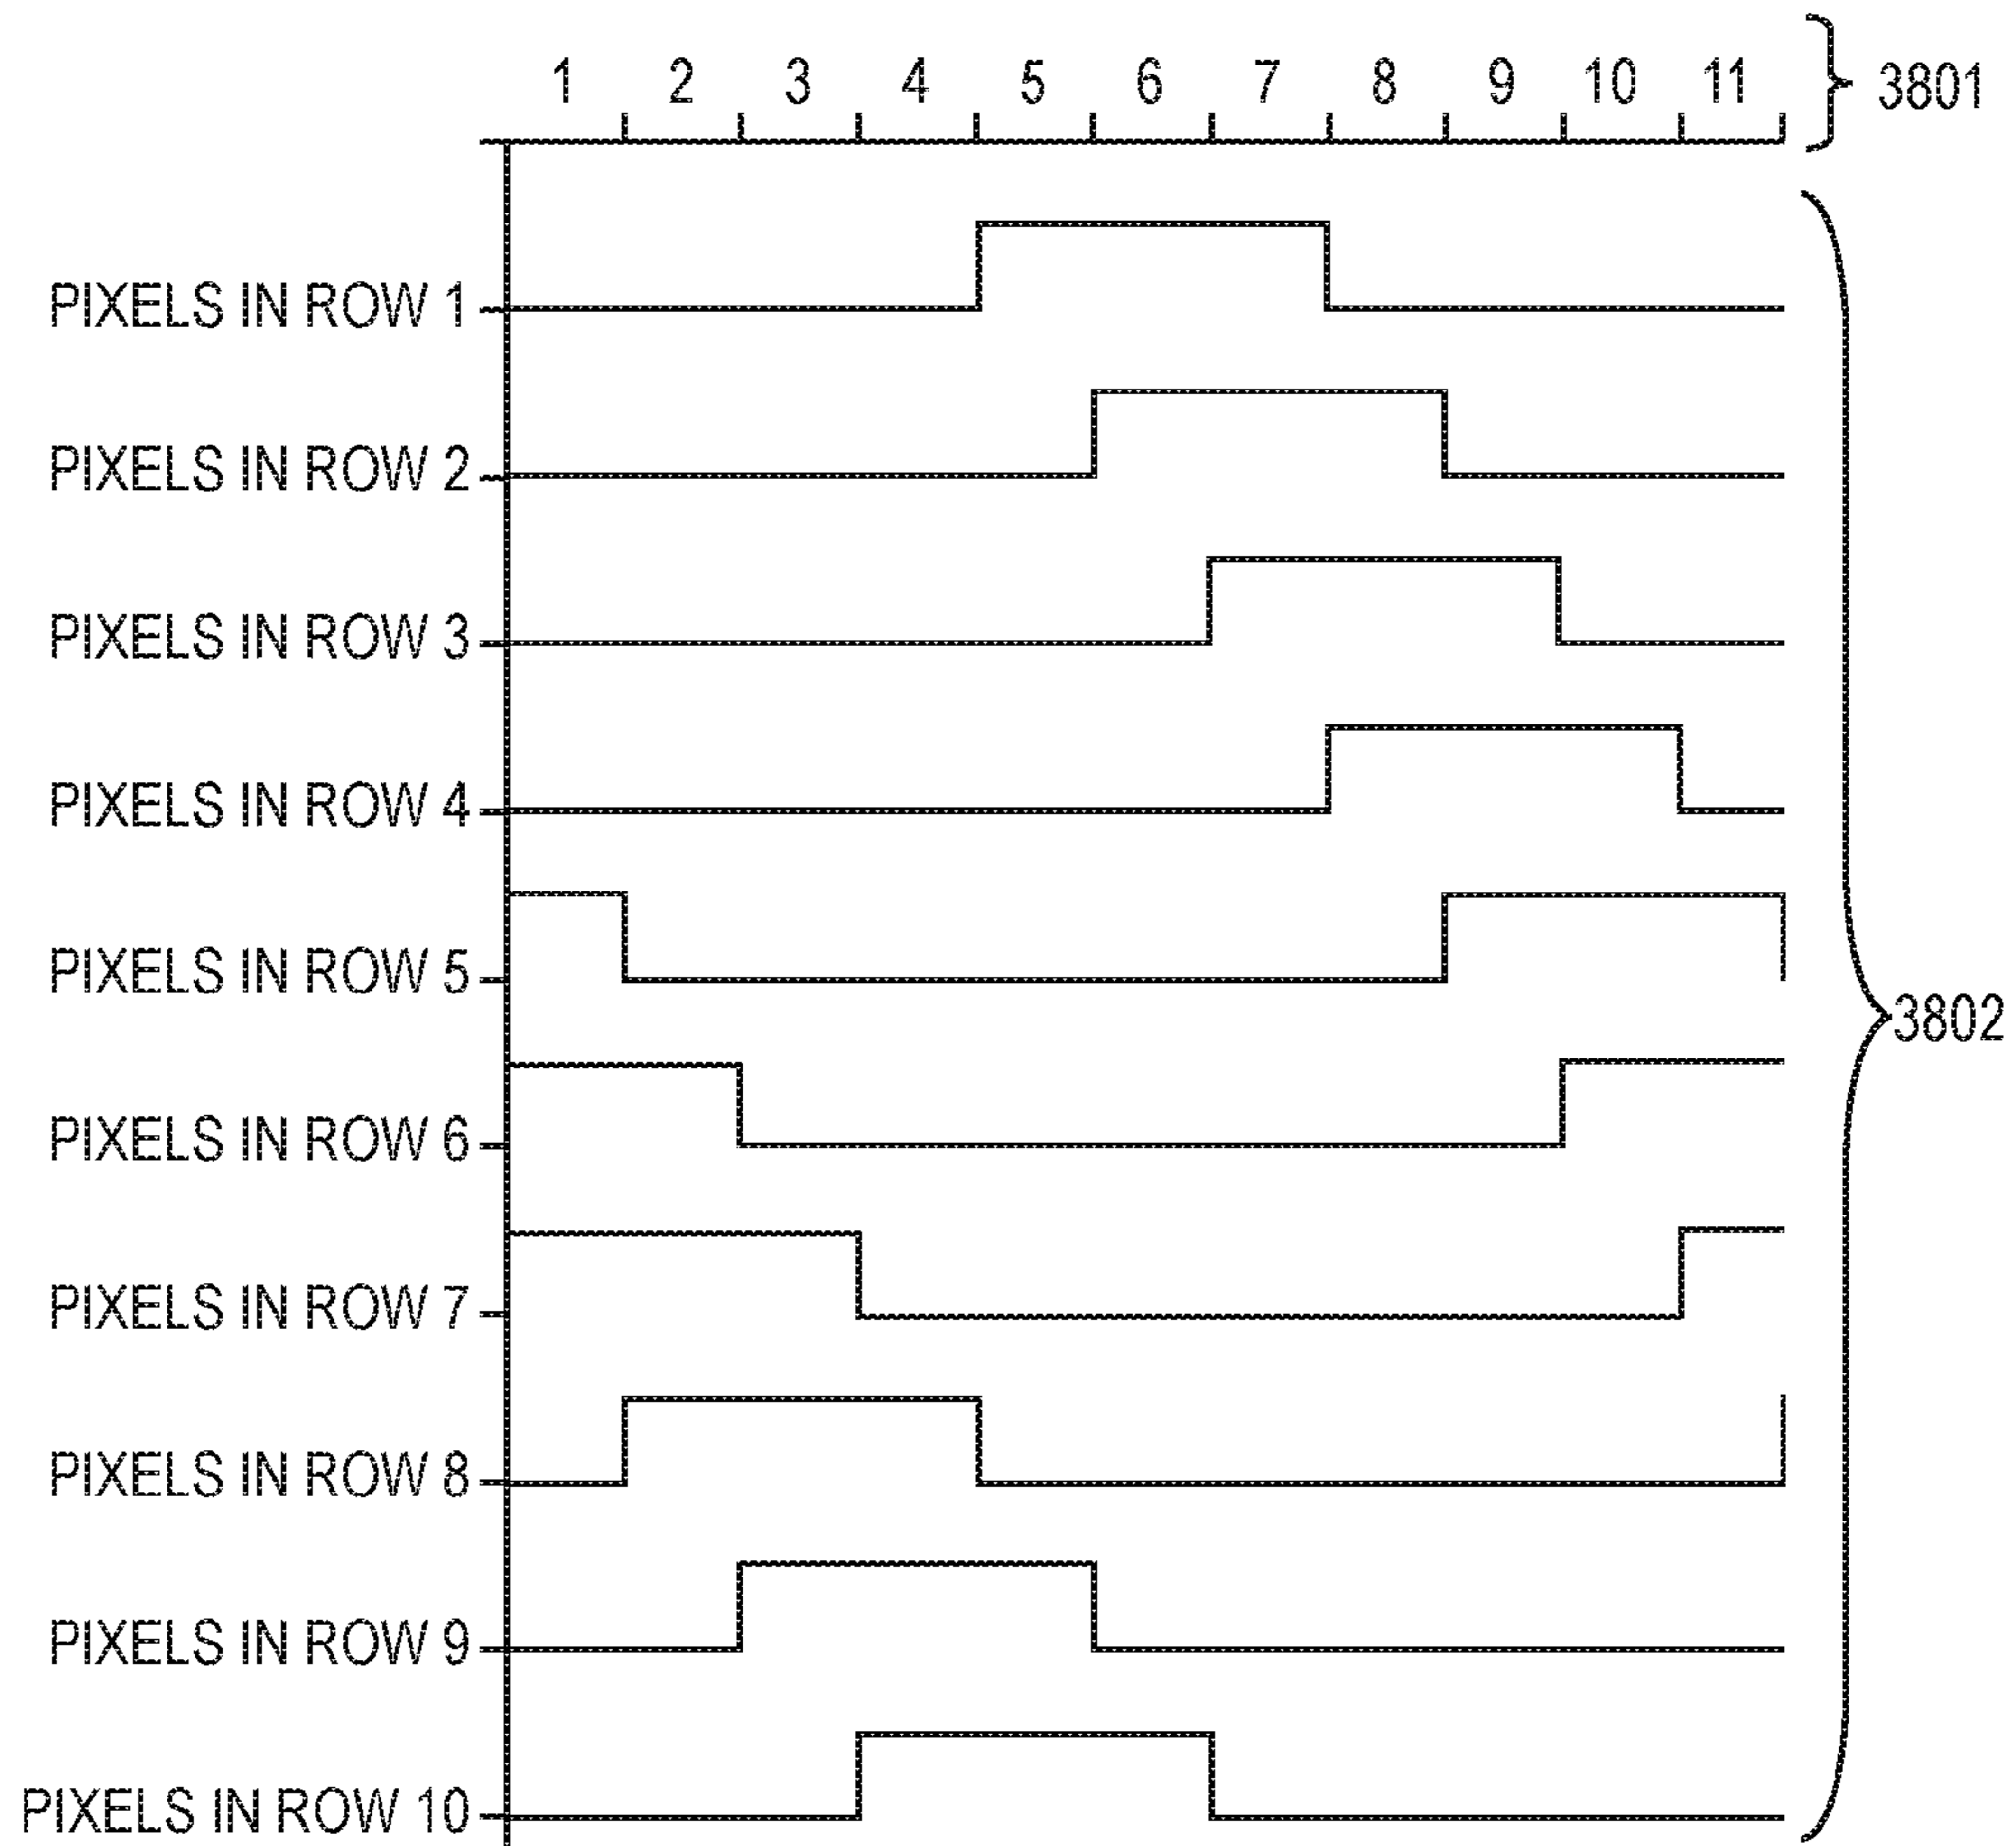 1 2 3 4 5 6 7 8 9 10 11 3801
PIXELS IN ROW 1
PIXELS IN ROW 2
PIXELS IN ROW 3
PIXELS IN ROW 4
PIXELS IN ROW 5
3802
PIXELS IN ROW 6
PIXELS IN ROW 7
PIXELS IN ROW 8
PIXELS IN ROW 9
PIXELS IN ROW 10